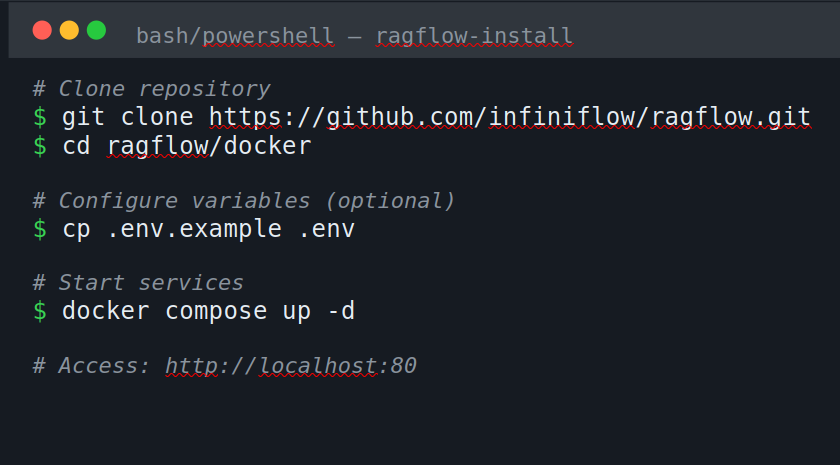 bash/powershell — ragflow-install
# Clone repository
$ git clone https://github.com/infiniflow/ragflow.git
$ cd ragflow/docker
# Configure variables (optional)
$ cp .env.example .env
# Start services
$ docker compose up -d
# Access: http://localhost:80